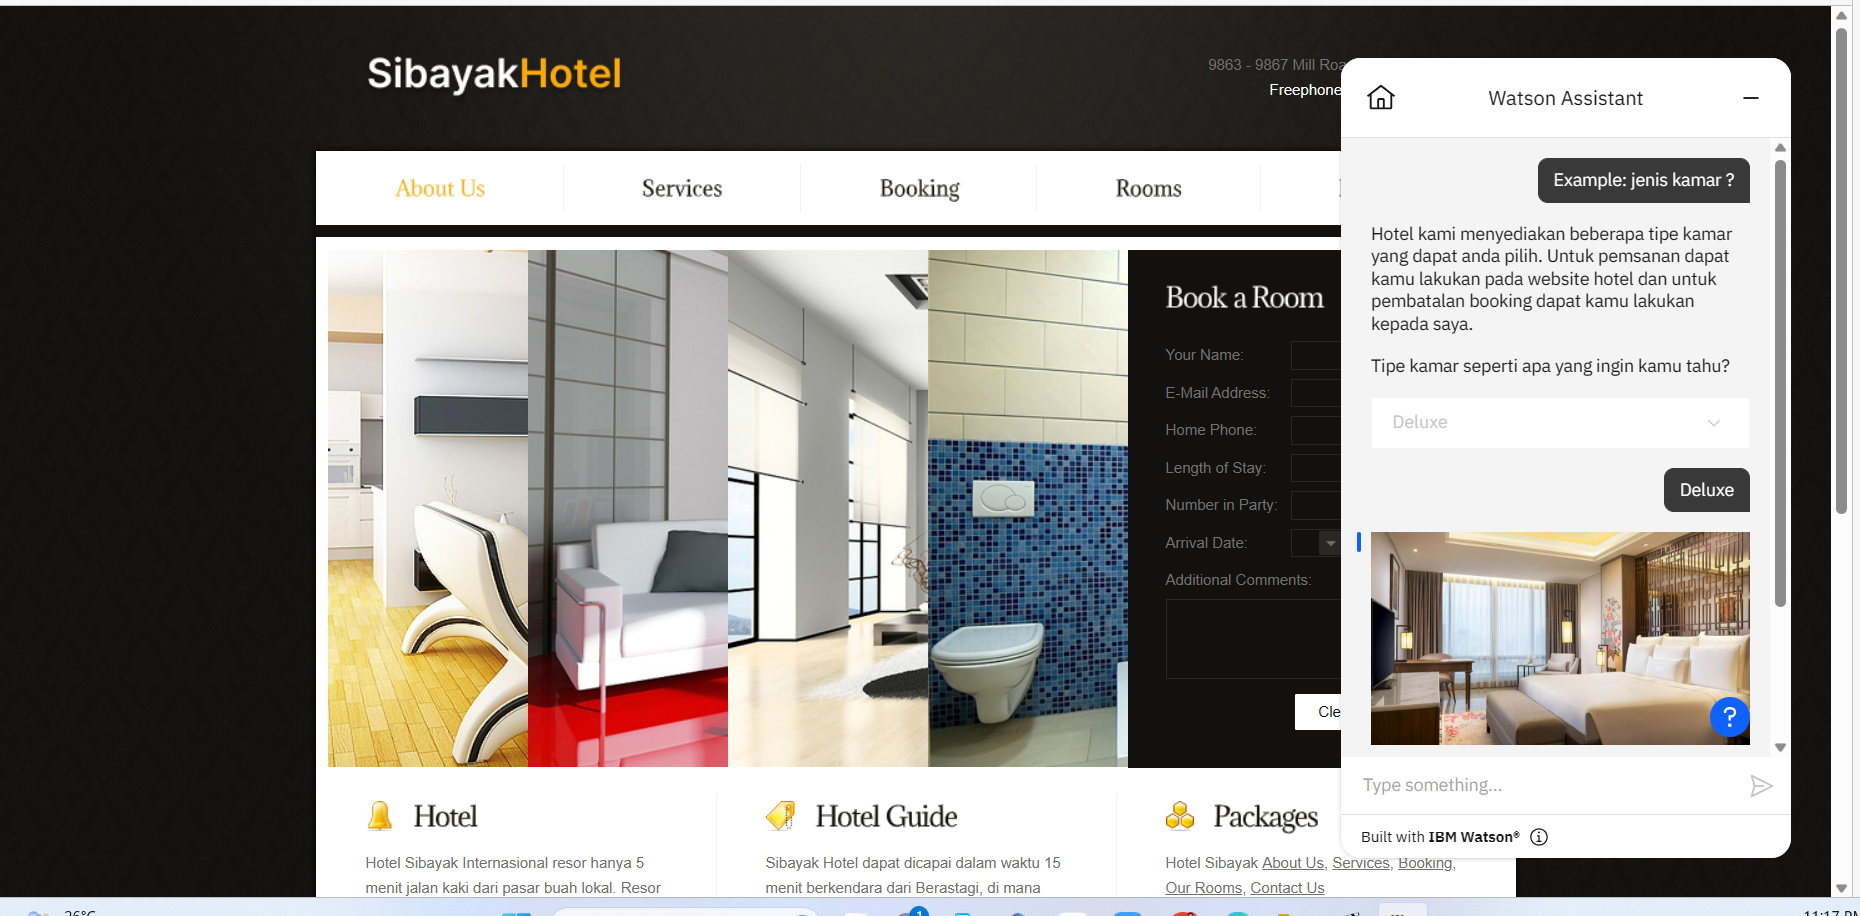 SibayakHotel
9863 - 9867 Mill
Freephone
About Us
Services
Booking
Rooms
Book a Room
Your Name:
E-Mail Address:
Home Phone:
Length of Stay:
Number in Party:
Arrival Date:
Additional Comments:
Hotel
Hotel Sibayak Internasional resor hanya 5
menit jalan kaki dari pasar buah lokal. Resor
Hotel Guide
Sibayak Hotel dapat dicapai dalam waktu 15
menit berkendara dari Berastagi, di mana
Packages
Hotel Sibayak About Us, Services, Booking,
Our Rooms, Contact Us
Watson Assistant
Example: jenis kamar ?
Hotel kami menyediakan beberapa tipe kamar
yang dapat anda pilih. Untuk pemsanan dapat
kamu lakukan pada website hotel dan untuk
pembatalan booking dapat kamu lakukan
kepada saya.
Tipe kamar seperti apa yang ingin kamu tahu?
Deluxe
Deluxe
?
Type something...
Built with IBM Watson®
1